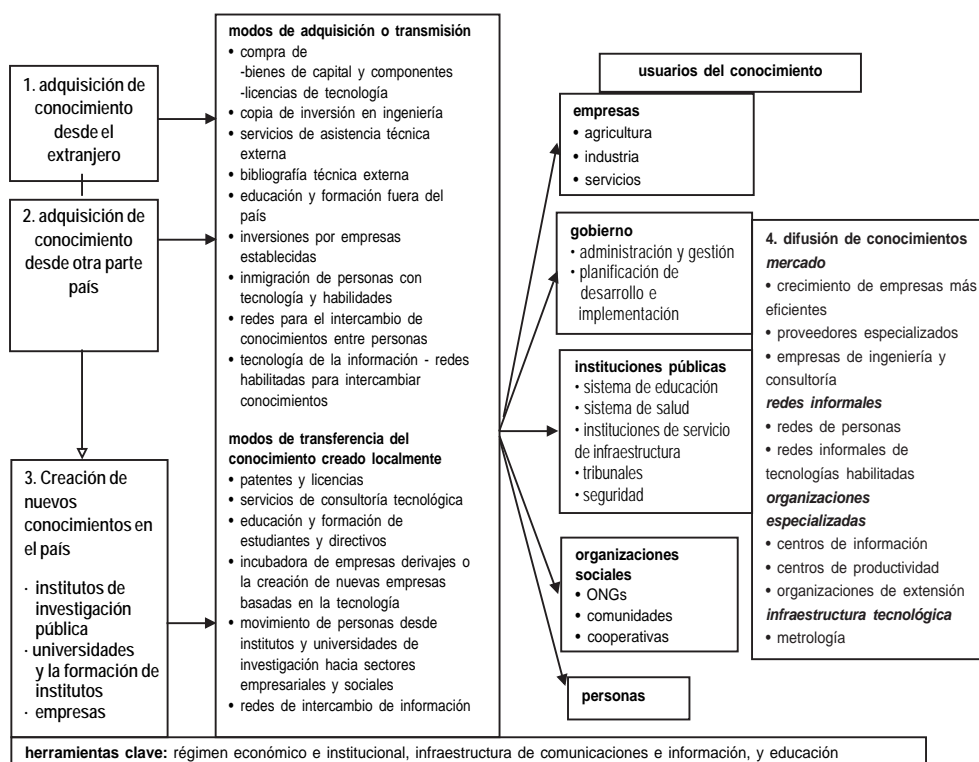 1. adquisición de
conocimiento
desde el
extranjero
2. adquisición de
conocimiento
desde otra parte
país
3. Creación de
nuevos
conocimientos en
el país
· institutos de
investigación
pública
· universidades
y la formación de
institutos
· empresas
modos de adquisición o transmisión
• compra de
-bienes de capital y componentes
-licencias de tecnología
• copia de inversión en ingeniería
• servicios de asistencia técnica
externa
• bibliografía técnica externa
• educación y formación fuera del
país
• inversiones por empresas
establecidas
• inmigración de personas con
tecnología y habilidades
• redes para el intercambio de
conocimientos entre personas
• tecnología de la información - redes
habilitadas para intercambiar
conocimientos
modos de transferencia del
conocimiento creado localmente
• patentes y licencias
• servicios de consultoría tecnológica
• educación y formación de
estudiantes y directivos
• incubadora de empresas derivajes o
la creación de nuevas empresas
basadas en la tecnología
• movimiento de personas desde
institutos y universidades de
investigación hacia sectores
empresariales y sociales
• redes de intercambio de información
usuarios del conocimiento
empresas
• agricultura
• industria
• servicios
gobierno
• administración y gestión
• planificación de
desarrollo e
implementación
instituciones públicas
· sistema de educación
· sistema de salud
· instituciones de servicio
de infraestructura
· tribunales
· seguridad
organizaciones
sociales
• ONGs
• comunidades
• cooperativas
personas
4. difusión de conocimientos
mercado
• crecimiento de empresas más
eficientes
• proveedores especializados
• empresas de ingeniería y
consultoría
redes informales
• redes de personas
• redes informales de
tecnologías habilitadas
organizaciones
especializadas
• centros de información
• centros de productividad
• organizaciones de extensión
infraestructura tecnológica
• metrología
herramientas clave: régimen económico e institucional, infraestructura de comunicaciones e información, y educación